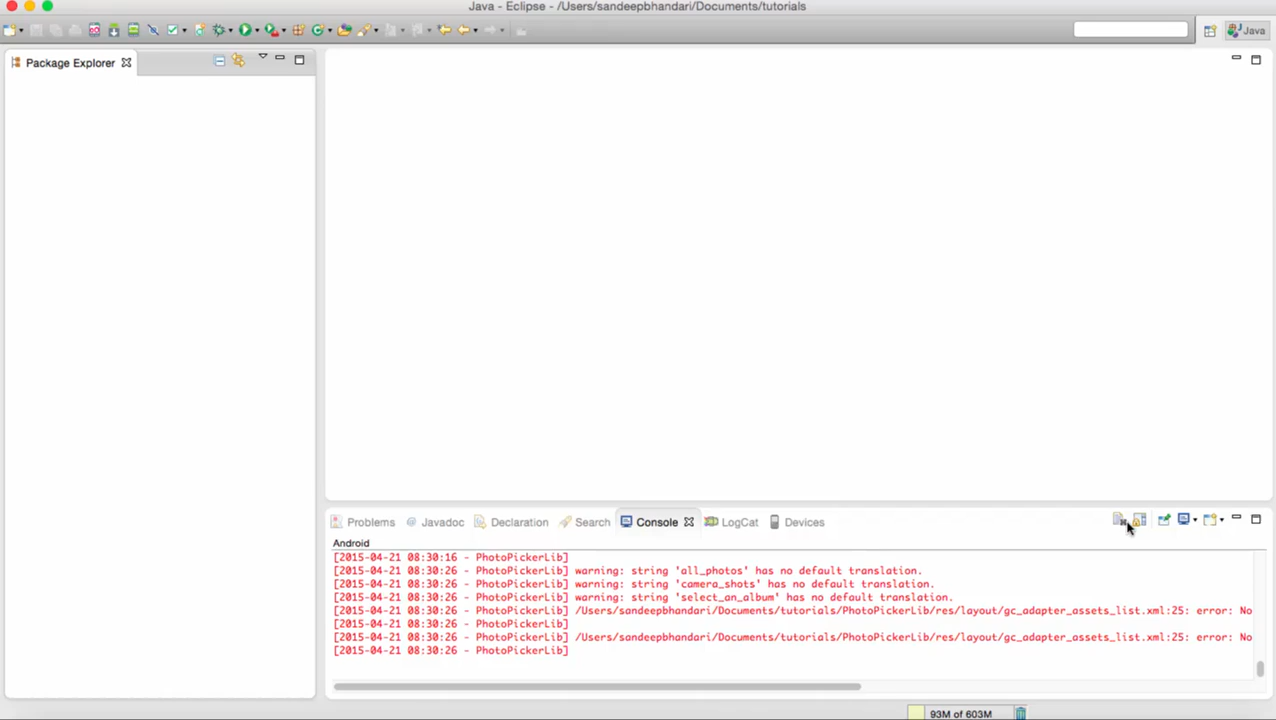 Java - Eclipse - /Users/sandeepbhandari/Documents/tutorials
Java
Package Explorer
Problems @ Javadoc Declaration Search Console LogCat Devices
Android
[2015-04-21 08:30:16 - PhotoPickerLib]
[2015-04-21 08:30:26 - PhotoPickerLib] warning: string 'all_photos' has no default translation.
[2015-04-21 08:30:26 - PhotoPickerLib] warning: string 'camera_shots' has no default translation.
[2015-04-21 08:30:26 - PhotoPickerLib] warning: string 'select_an_album' has no default translation.
[2015-04-21 08:30:26 - PhotoPickerLib] /Users/sandeepbhandari/Documents/tutorials/PhotoPickerLib/res/layout/gc_adapter_assets_list.xml:25: error: No
[2015-04-21 08:30:26 - PhotoPickerLib]
[2015-04-21 08:30:26 - PhotoPickerLib] /Users/sandeepbhandari/Documents/tutorials/PhotoPickerLib/res/layout/gc_adapter_assets_list.xml:25: error: No
[2015-04-21 08:30:26 - PhotoPickerLib]
93M of 603M